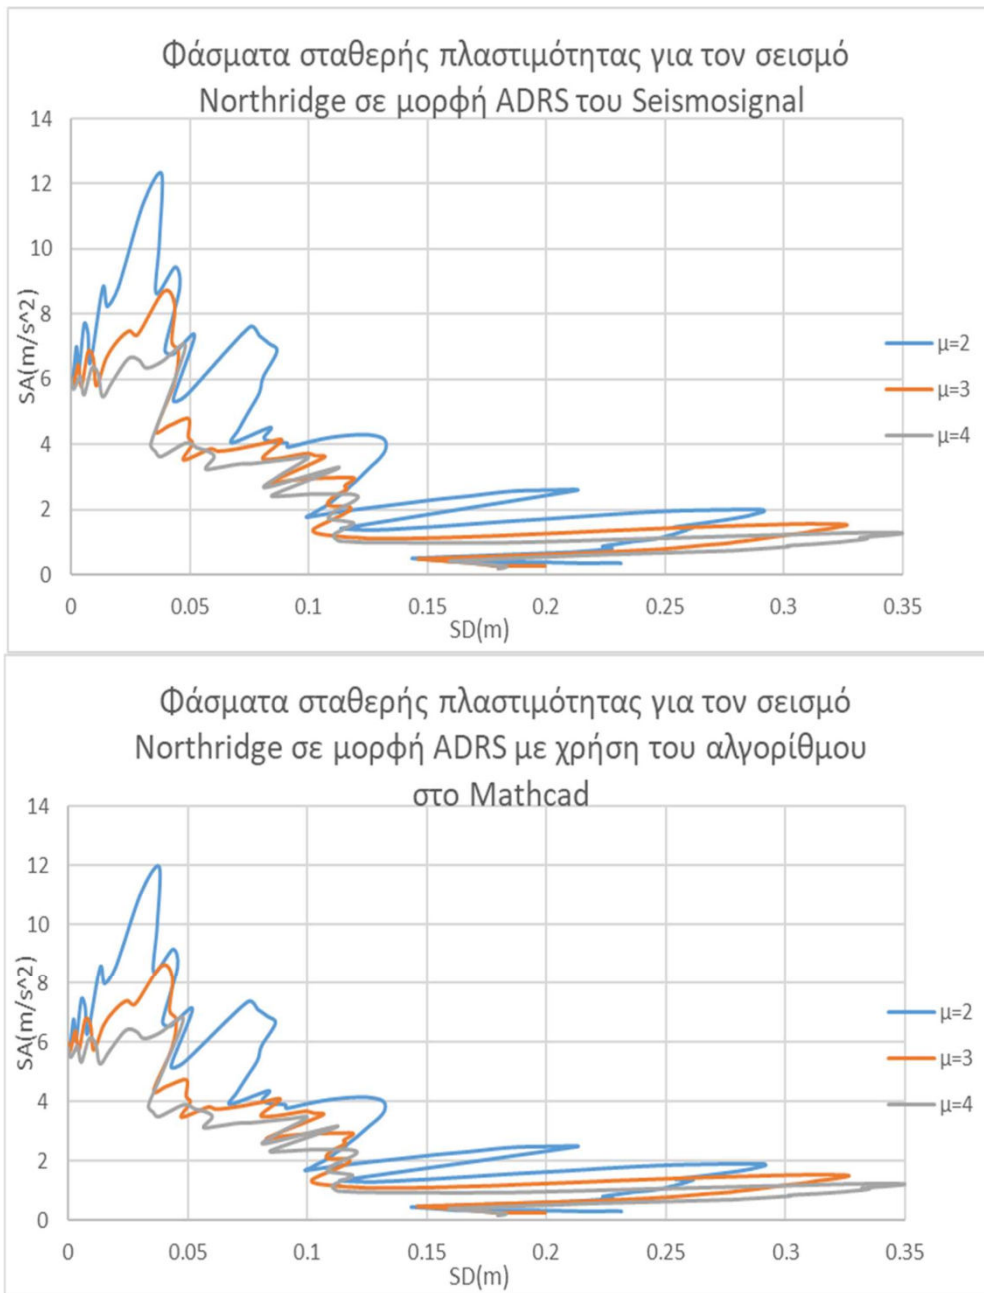 Φάσματα σταθερής πλαστιμότητας για τον σεισμό
Northridge σε μορφή ADRS του Seismosignal
14
12
10
8
6
4
2
0
SA(m/s^2)
0 0.05 0.1 0.15 0.2 0.25 0.3 0.35
SD(m)
μ=2
μ=3
μ=4
Φάσματα σταθερής πλαστιμότητας για τον σεισμό
Northridge σε μορφή ADRS με χρήση του αλγορίθμου
στο Mathcad
14
12
10
8
6
4
2
0
SA(m/s^2)
0 0.05 0.1 0.15 0.2 0.25 0.3 0.35
SD(m)
μ=2
μ=3
μ=4